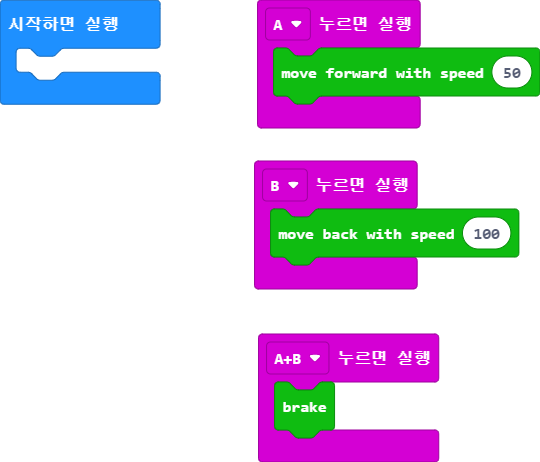 시작하면 실행
A 누르면 실행
move forward with speed 50
B 누르면 실행
move back with speed 100
A+B 누르면 실행
brake